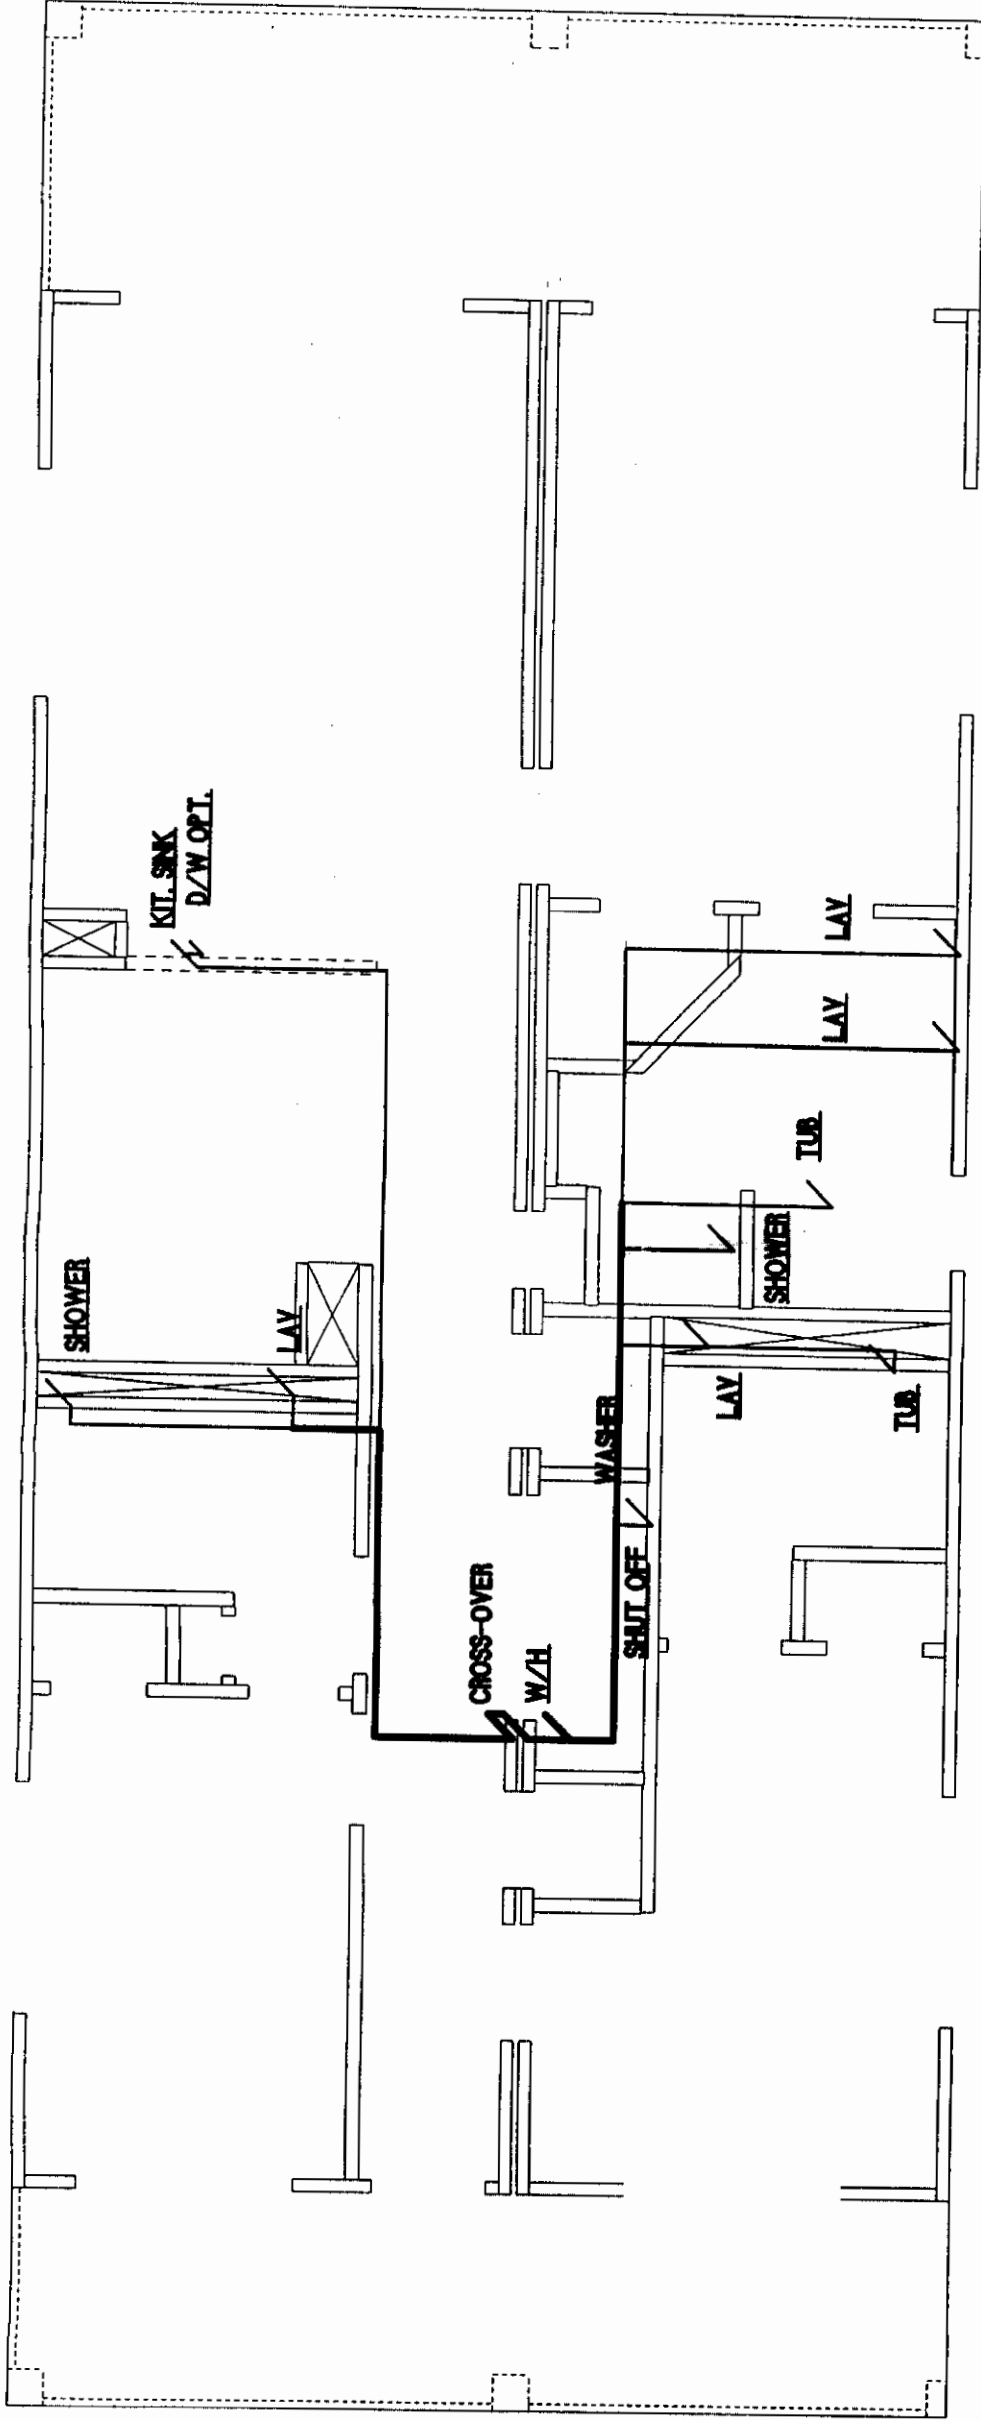 KIT. SINK
D/W OPT.
SHOWER
LAV
CROSS-OVER
W/H
WASHER
SHUT OFF
LAV
TUB
SHOWER
TUB
LAV
LAV